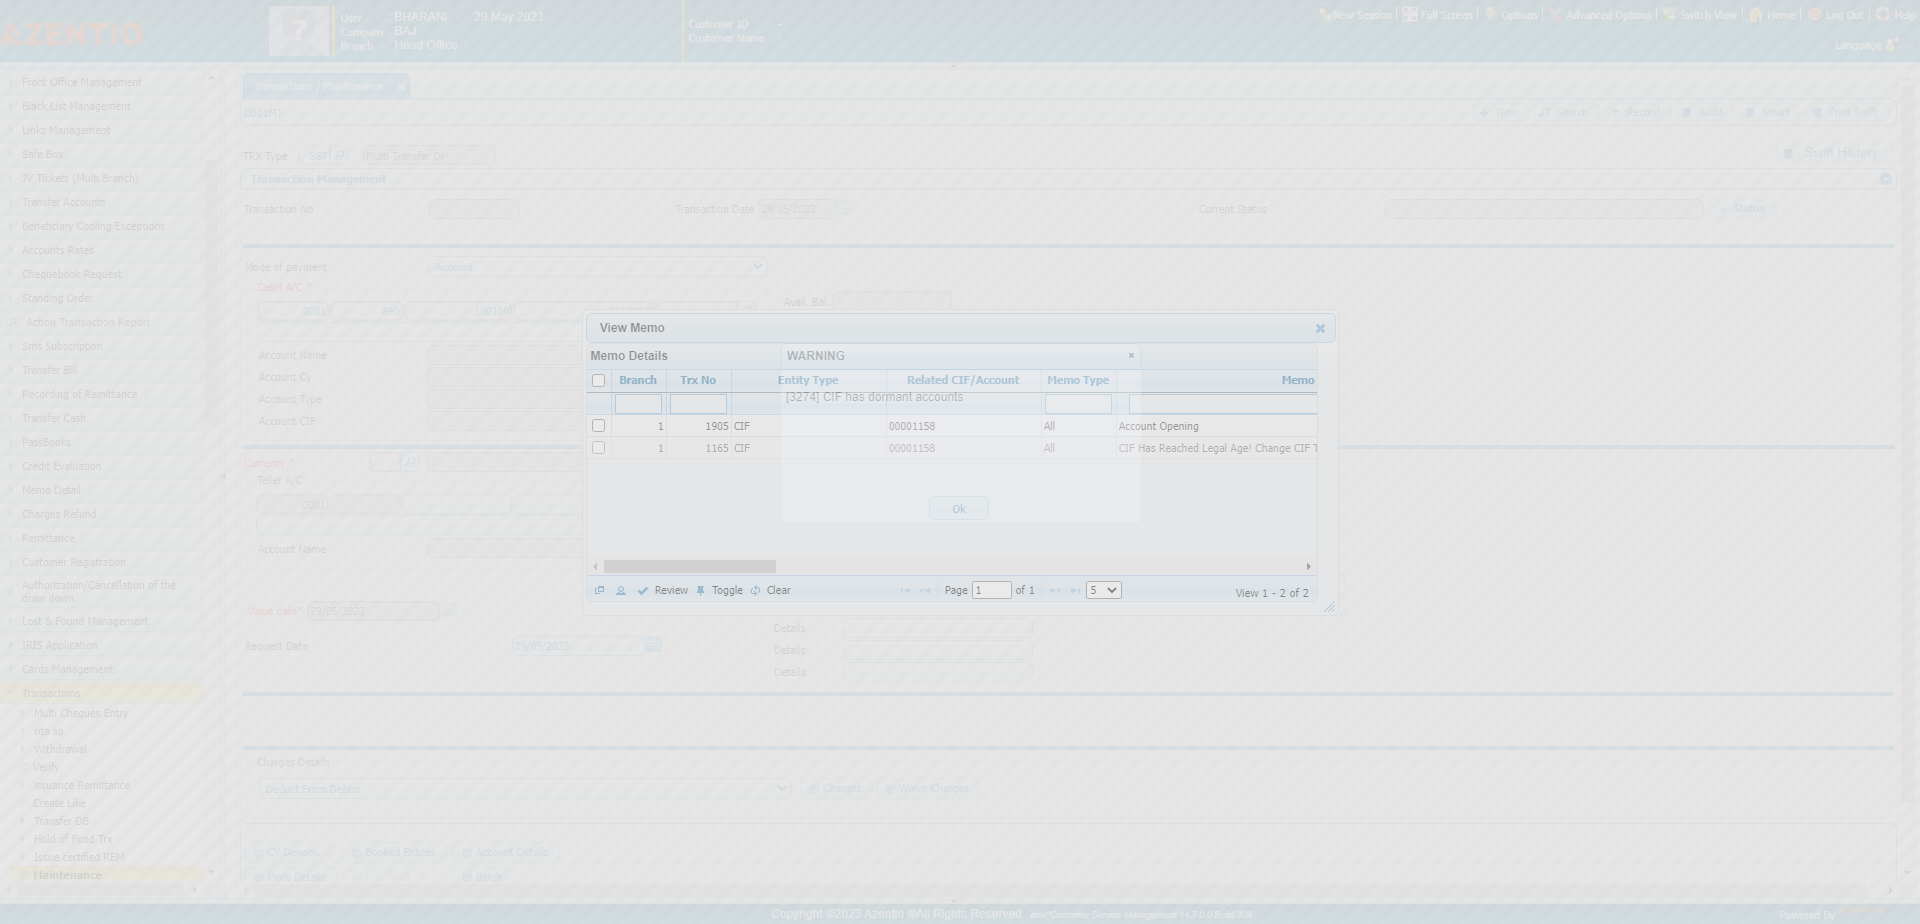 AZENTIO
User BHARANI 29 May 2023
Company BAJ
Branch Head Office
Customer ID -
Customer Name -
New Session Full Screen Options Advanced Options Switch View Home Log Out Help
Language
Front Office Management
Black List Management
Links Management
Safe Box
JV Tickets (Multi Branch)
Transfer Accounts
Beneficiary Cooling Exceptions
Accounts Rates
Chequebook Request
Standing Order
Action Transaction Report
Sms Subscription
Transfer Bill
Recording of Remittance
Transfer Cash
PassBooks
Credit Evaluation
Memo Detail
Charges Refund
Remittance
Customer Registration
Authorization/Cancellation of the
draw down
Lost & Found Management
IRIS Application
Cards Management
Transactions
Multi Cheques Entry
rita so
Withdrawal
Verify
issuance Remittance
Create Like
Transfer DB
Hold of Fund Trx
Issue certified REM
Maintenance
Transactions / Maintenance
D001MT
New Search Record Audit Smart Print Swift
TRX Type 587 Multi Transfer Dr
Swift History
Transaction Management
Transaction No Transaction Date 29/05/2023 Current Status Status
Mode of payment Account
Debit A/C *
0001 840 100100
Avail. Bal.
Account Name
Account Cy
Account Type
Account CIF
Currency *
Teller A/C
0001
Account Name
Value date* 29/05/2023
Request Date 29/05/2023
Details
Details
Details
Charges Details
Deduct From Debtor Charges Waive Charges
CY Denom. Booked Entries Account Details
More Details Batch
View Memo
Memo Details
WARNING
Branch Trx No Entity Type Related CIF/Account Memo Type Memo
[3274] CIF has dormant accounts
1 1905 CIF 00001158 All Account Opening
1 1165 CIF 00001158 All CIF Has Reached Legal Age! Change CIF T
Ok
Review Toggle Clear Page 1 of 1 5 View 1 - 2 of 2
Copyright ©2023 Azentio ®All Rights Reserved imal®Customer Service Management 14.7.0.0 Build 009
Powered By